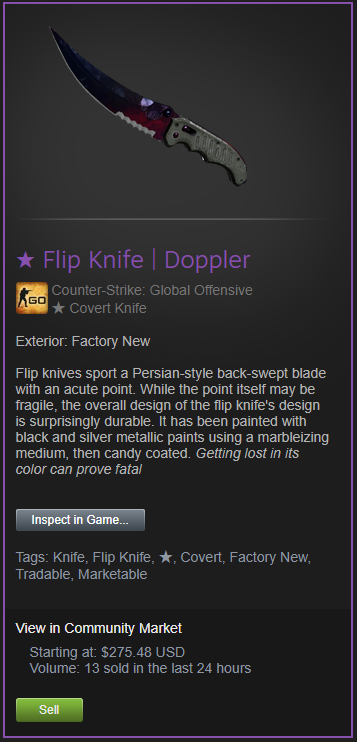 ★ Flip Knife | Doppler
GO
Counter-Strike: Global Offensive
★ Covert Knife
Exterior: Factory New
Flip knives sport a Persian-style back-swept blade
with an acute point. While the point itself may be
fragile, the overall design of the flip knife's design
is surprisingly durable. It has been painted with
black and silver metallic paints using a marbleizing
medium, then candy coated. Getting lost in its
color can prove fatal
Inspect in Game...
Tags: Knife, Flip Knife, ★, Covert, Factory New,
Tradable, Marketable
View in Community Market
Starting at: $275.48 USD
Volume: 13 sold in the last 24 hours
Sell